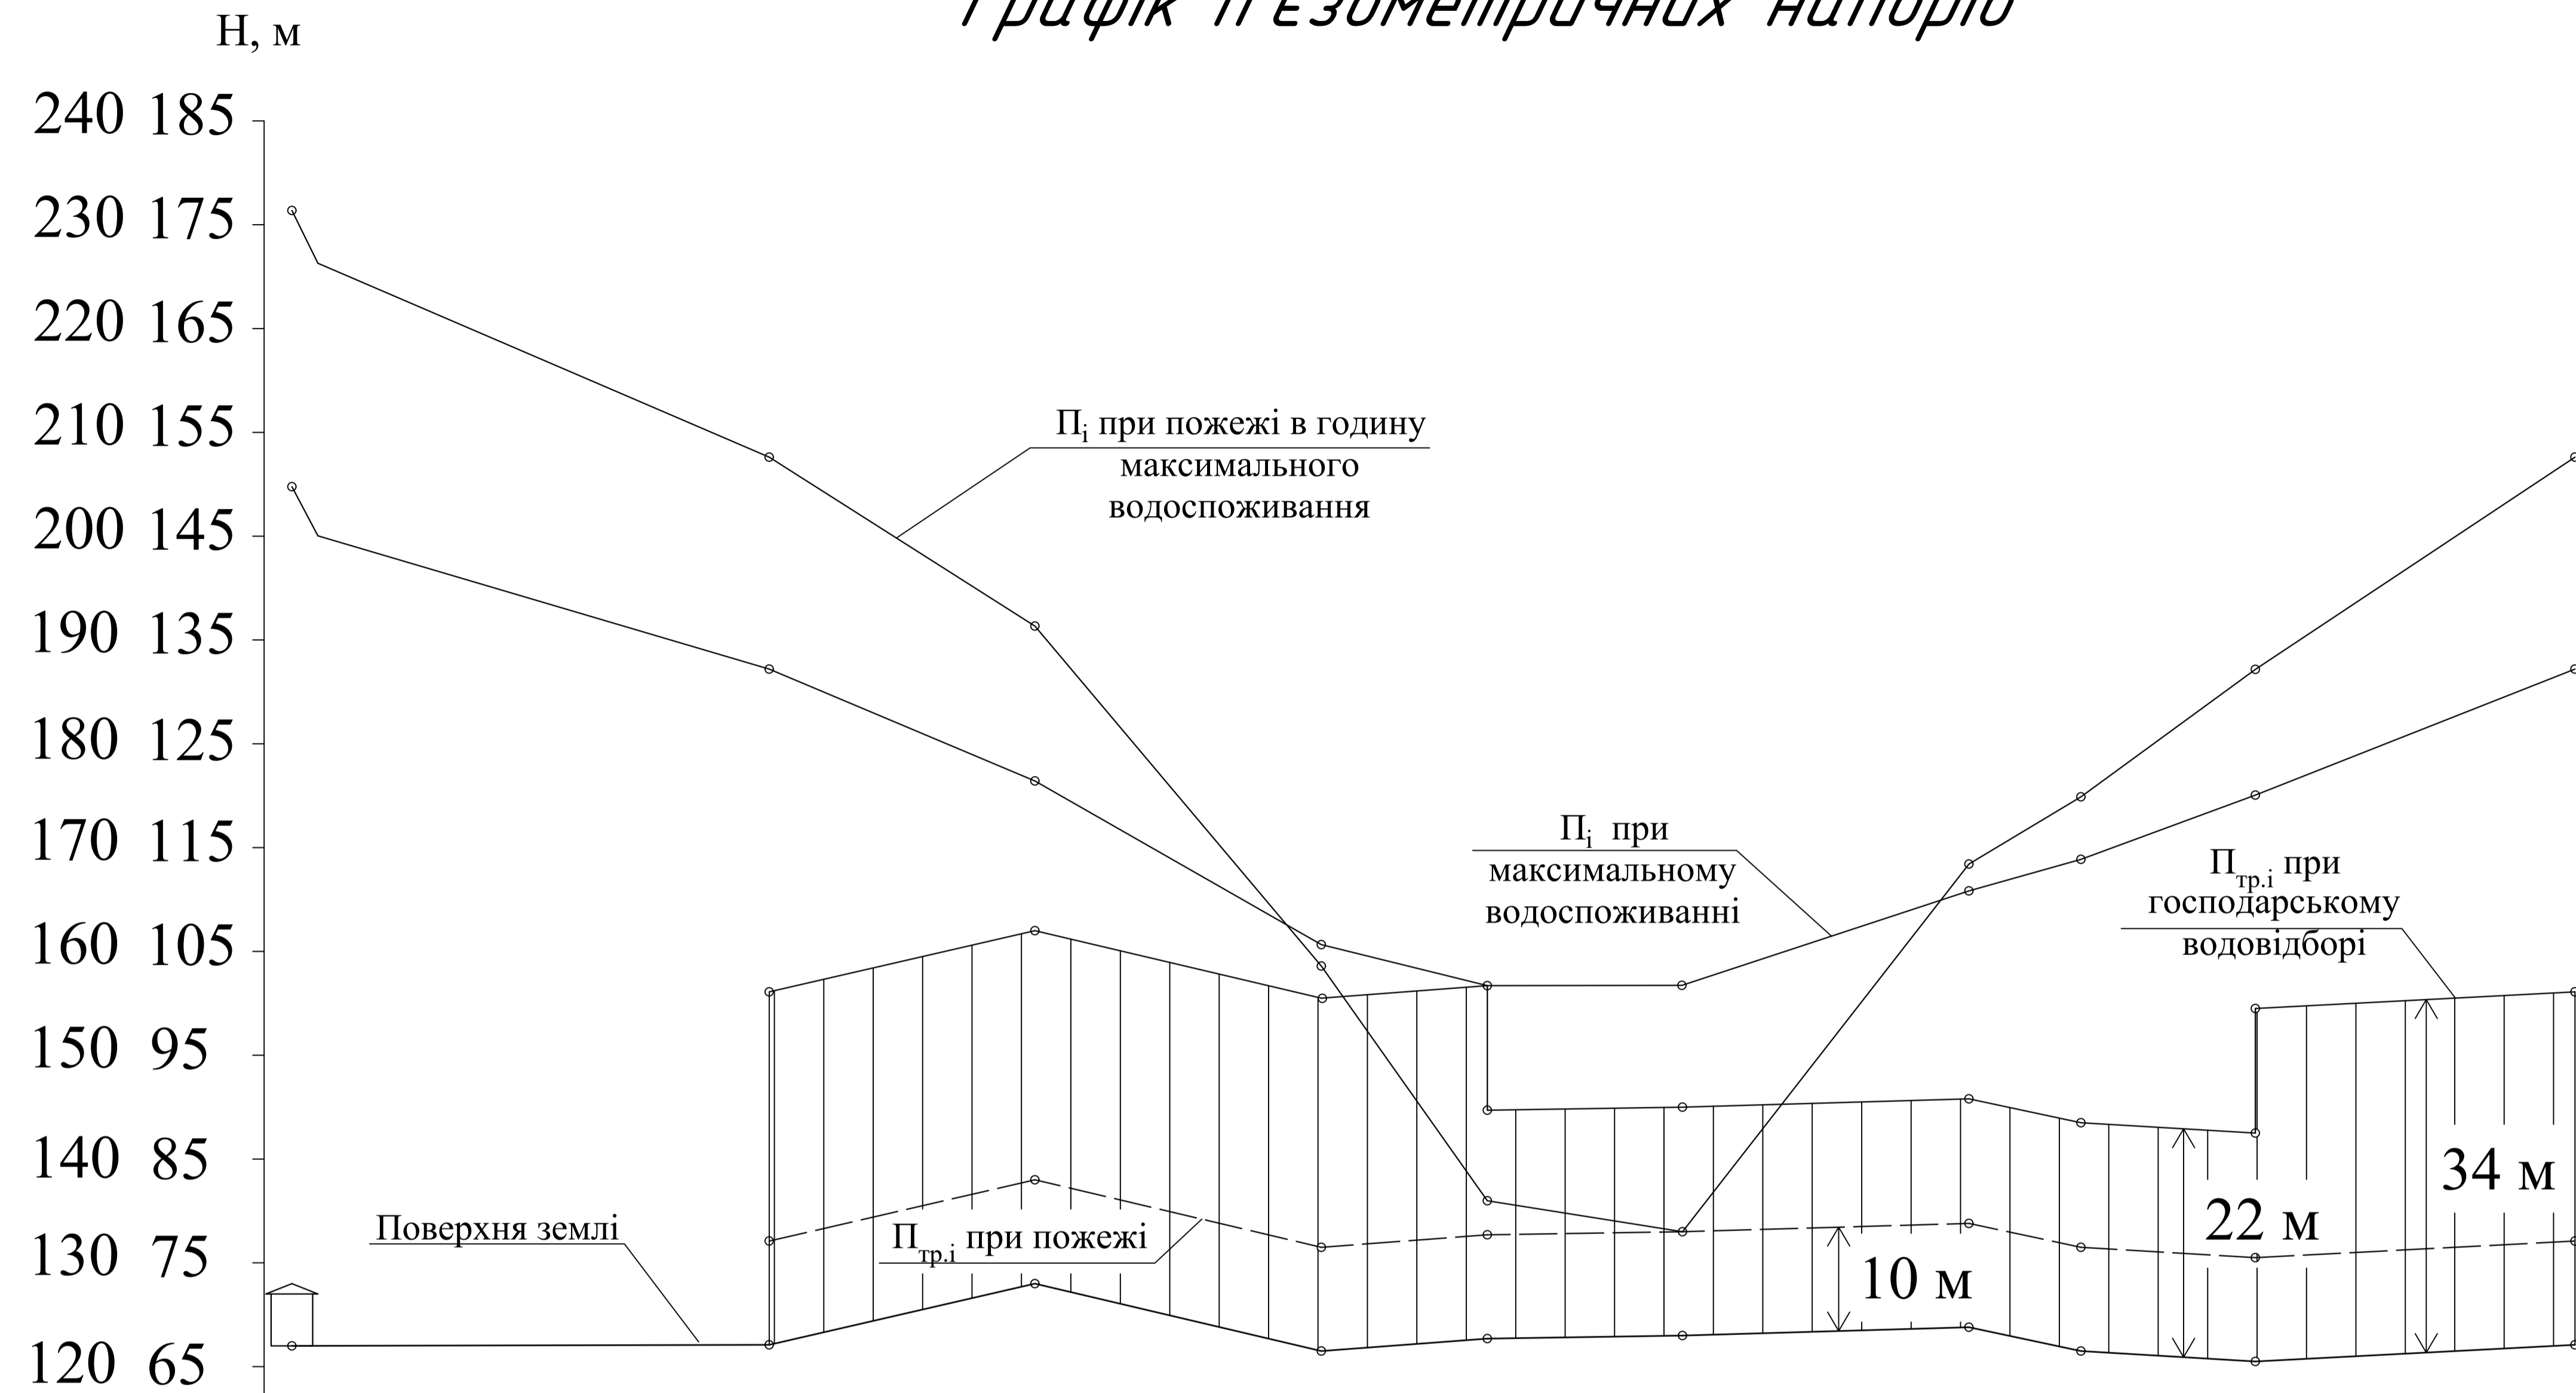 Графік п'єзометричних напорів
Н, м
240 185
230 175
220 165
210 155
200 145
190 135
180 125
170 115
160 105
150 95
140 85
130 75
120 65
Пі при пожежі в годину
максимального
водоспоживання
Пі при
максимальному
водоспоживанні
Птр.і при
господарському
водовідборі
Поверхня землі
Птр.і при пожежі
10 м
22 м
34 м